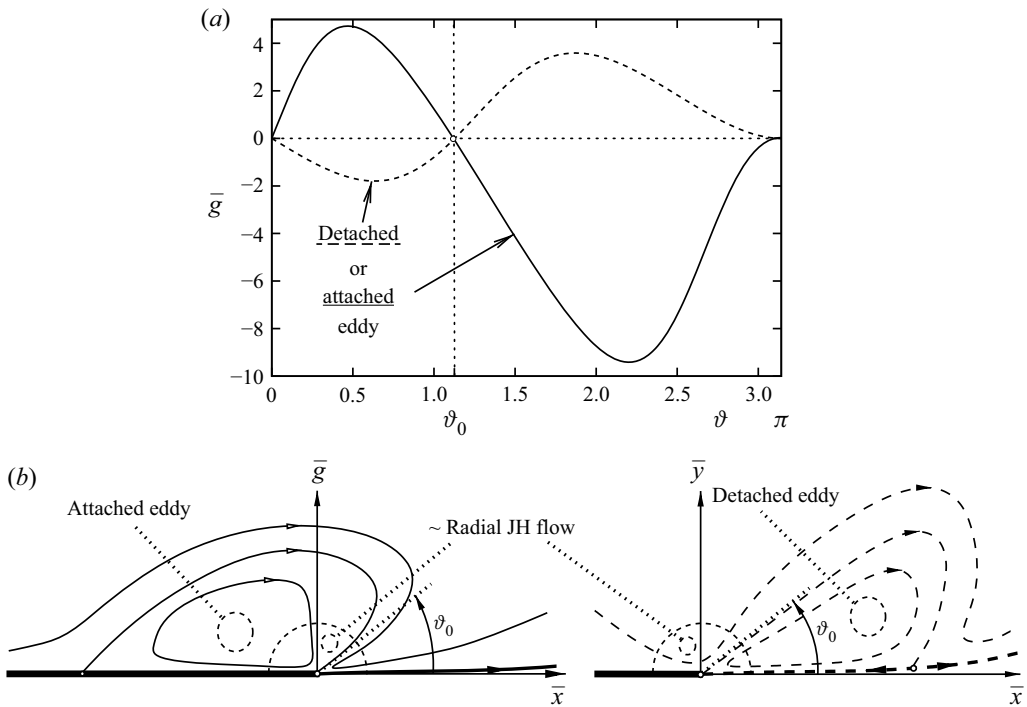 (a)
4
2
0
−2
−4
−6
−8
−10
g̅
Detached
or
attached
eddy
0
0.5
1.0
1.5
2.0
2.5
3.0
ϑ₀
ϑ
π
(b)
g̅
Attached eddy
~ Radial JH flow
ϑ₀
x̅
y̅
Detached eddy
ϑ₀
x̅